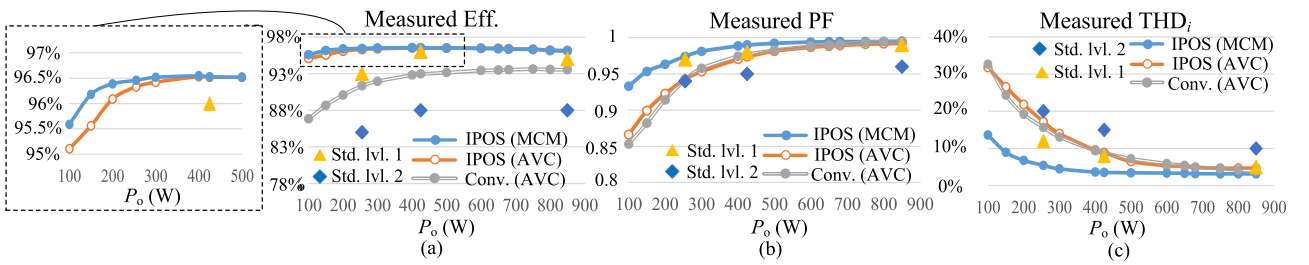 97%
96.5%
96%
95.5%
95%
100 200 300 400 500
Po (W)
Measured Eff.
98%
93%
88%
83%
78%
IPOS (MCM)
Std. lvl. 1
IPOS (AVC)
Std. lvl. 2
Conv. (AVC)
100 200 300 400 500 600 700 800 900
Po (W)
(a)
Measured PF
1
0.95
0.9
0.85
0.8
IPOS (MCM)
Std. lvl. 1
IPOS (AVC)
Std. lvl. 2
Conv. (AVC)
100 200 300 400 500 600 700 800 900
Po (W)
(b)
Measured THDi
40%
30%
20%
10%
0%
Std. lvl. 2
IPOS (MCM)
Std. lvl. 1
IPOS (AVC)
Conv. (AVC)
100 200 300 400 500 600 700 800 900
Po (W)
(c)